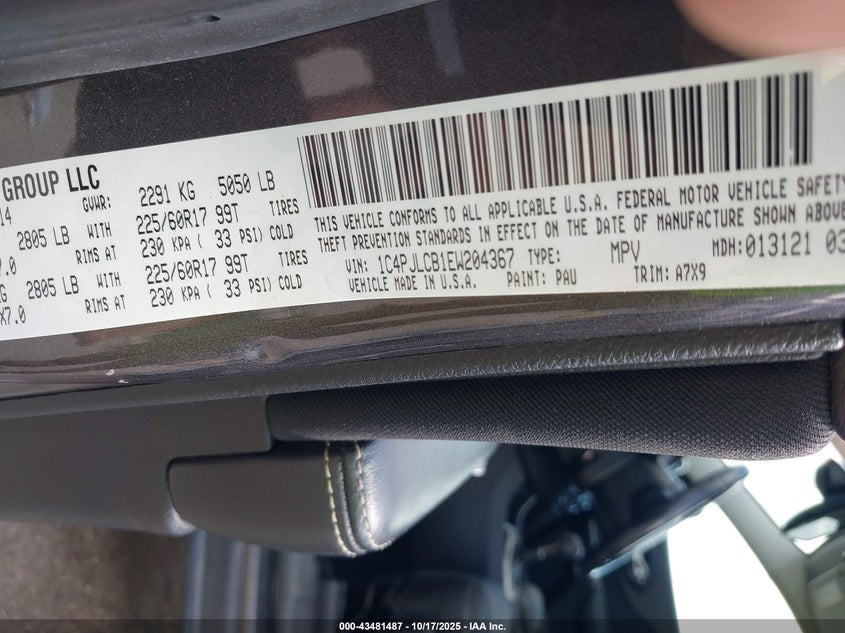 GROUP LLC
14 GVWR: 2291 KG 5050 LB
2805 LB WITH 225/60R17 99T TIRES
7.0 RIMS AT 230 KPA ( 33 PSI) COLD
KG 2805 LB WITH 225/60R17 99T TIRES
X7.0 RIMS AT 230 KPA ( 33 PSI) COLD
THIS VEHICLE CONFORMS TO ALL APPLICABLE U.S.A. FEDERAL MOTOR VEHICLE SAFETY
THEFT PREVENTION STANDARDS IN EFFECT ON THE DATE OF MANUFACTURE SHOWN ABOVE
VIN: 1C4PJLCB1EW204367 TYPE: MPV MDH: 013121 03
VEHICLE MADE IN U.S.A. PAINT: PAU TRIM: A7X9
000-43481487 - 10/17/2025 - IAA Inc.